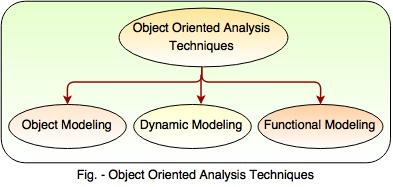 Object Oriented Analysis
Techniques
Object Modeling
Dynamic Modeling
Functional Modeling
Fig. - Object Oriented Analysis Techniques